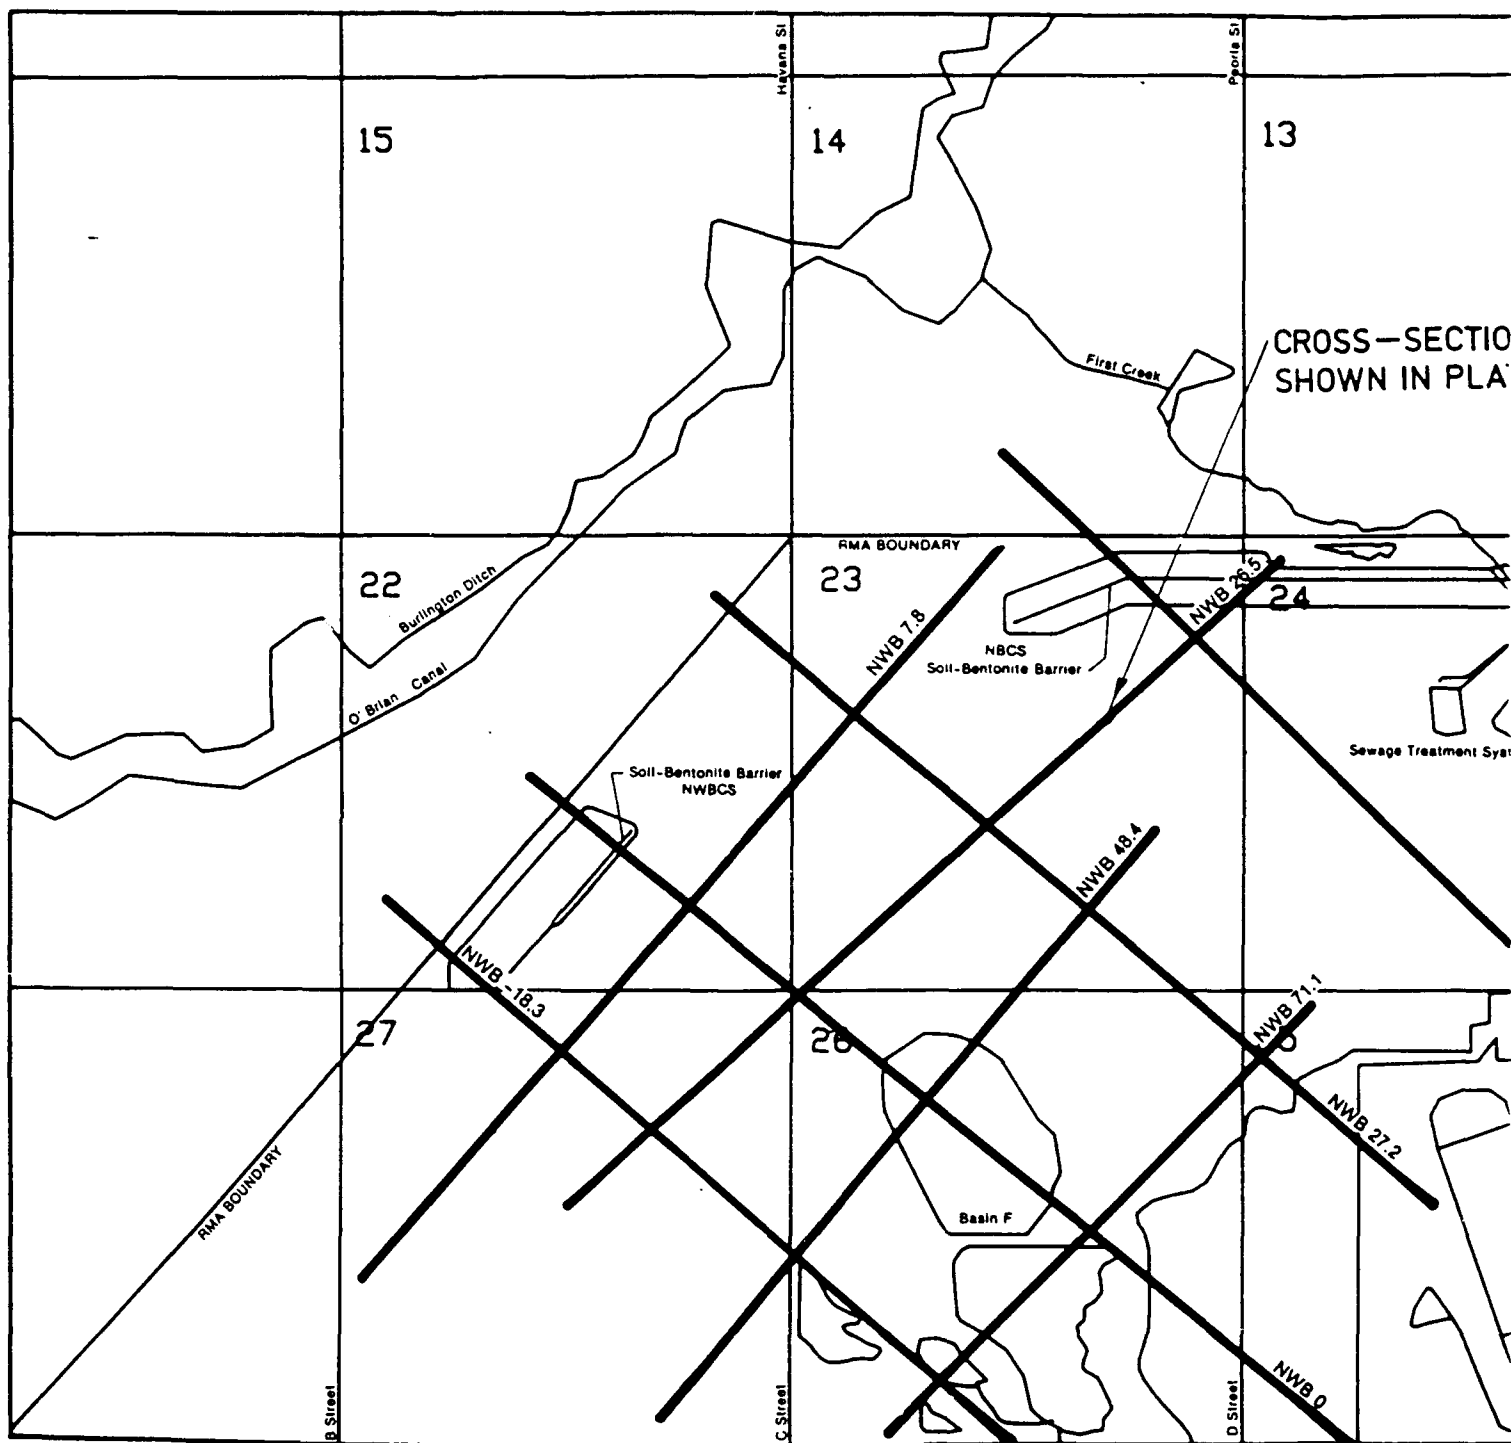 Havana St
Peoria St
15
14
13
CROSS-SECTIO
SHOWN IN PLA
First Creek
RMA BOUNDARY
22
23
24
Burlington Ditch
NWB 26.5
NWB 7.8
NBCS
Soil-Bentonite Barrier
O' Brian Canal
Sewage Treatment Syst
Soil-Bentonite Barrier
NWBCS
NWB 48.4
NWB -18.3
NWB 71.1
27
26
NWB 27.2
RMA BOUNDARY
Basin F
NWB 0
B Street
C Street
D Street